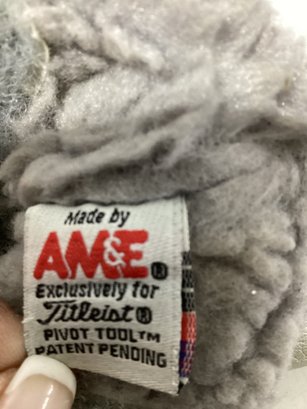 Made by
AM&E®
Exclusively for
Titleist®
PIVOT TOOL™
PATENT PENDING